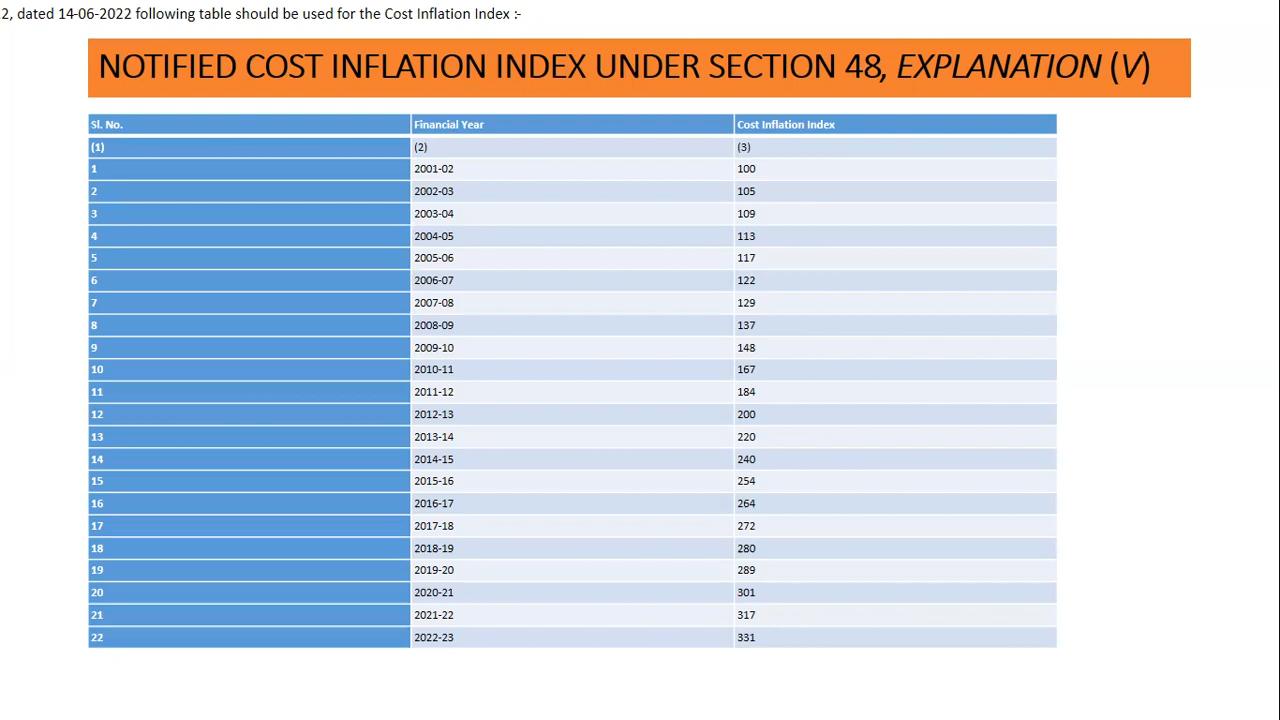 2, dated 14-06-2022 following table should be used for the Cost Inflation Index :-
NOTIFIED COST INFLATION INDEX UNDER SECTION 48, EXPLANATION (V)
Sl. No. Financial Year Cost Inflation Index
(1) (2) (3)
1 2001-02 100
2 2002-03 105
3 2003-04 109
4 2004-05 113
5 2005-06 117
6 2006-07 122
7 2007-08 129
8 2008-09 137
9 2009-10 148
10 2010-11 167
11 2011-12 184
12 2012-13 200
13 2013-14 220
14 2014-15 240
15 2015-16 254
16 2016-17 264
17 2017-18 272
18 2018-19 280
19 2019-20 289
20 2020-21 301
21 2021-22 317
22 2022-23 331